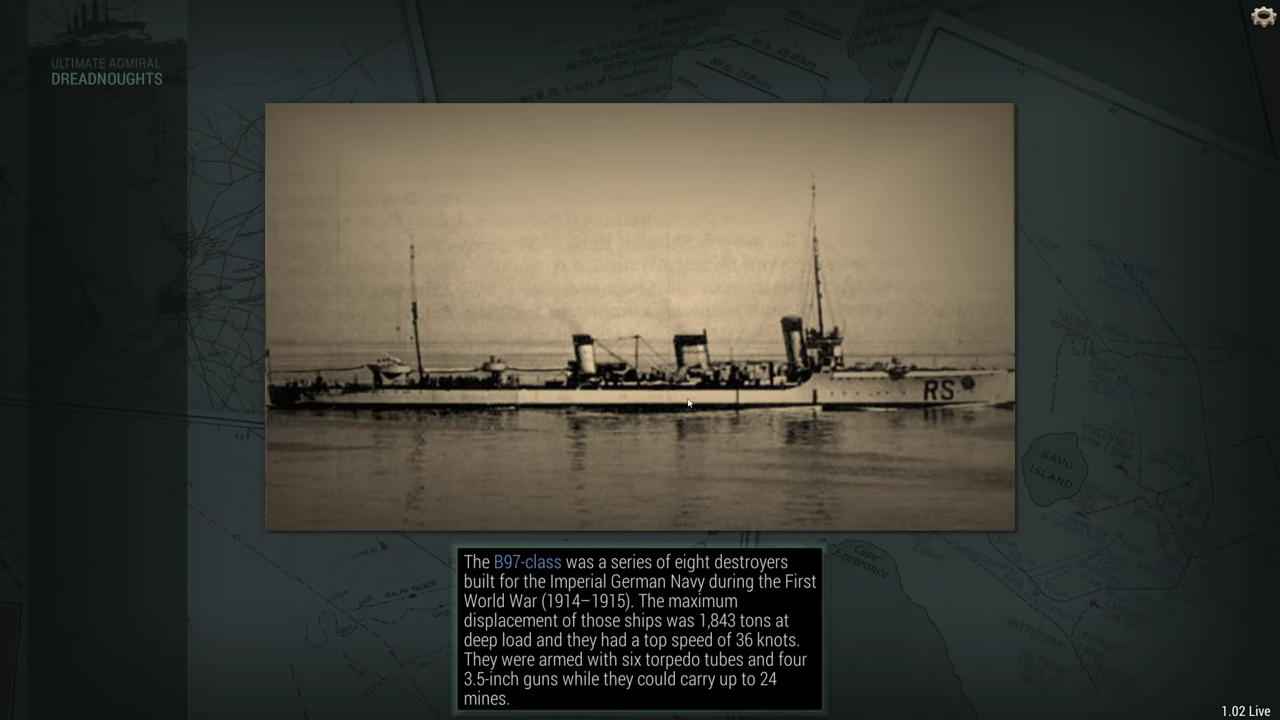 ULTIMATE ADMIRAL
DREADNOUGHTS
RS
SAVO
ISLAND
Cape
Esperance
The B97-class was a series of eight destroyers
built for the Imperial German Navy during the First
World War (1914–1915). The maximum
displacement of those ships was 1,843 tons at
deep load and they had a top speed of 36 knots.
They were armed with six torpedo tubes and four
3.5-inch guns while they could carry up to 24
mines.
1.02 Live